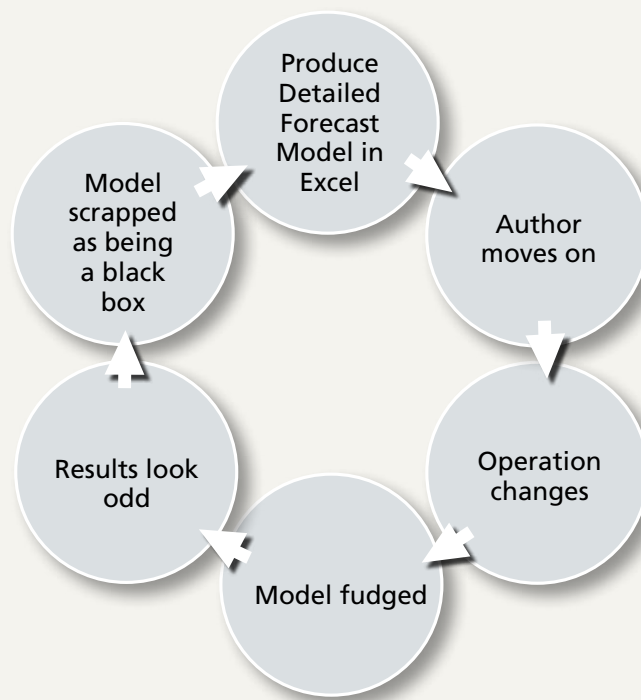 Produce
Detailed
Forecast
Model in
Excel
Author
moves on
Operation
changes
Model fudged
Results look
odd
Model
scrapped
as being
a black
box